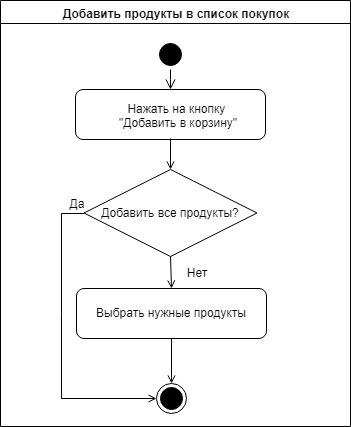 Добавить продукты в список покупок
Нажать на кнопку
"Добавить в корзину"
Да
Добавить все продукты?
Нет
Выбрать нужные продукты